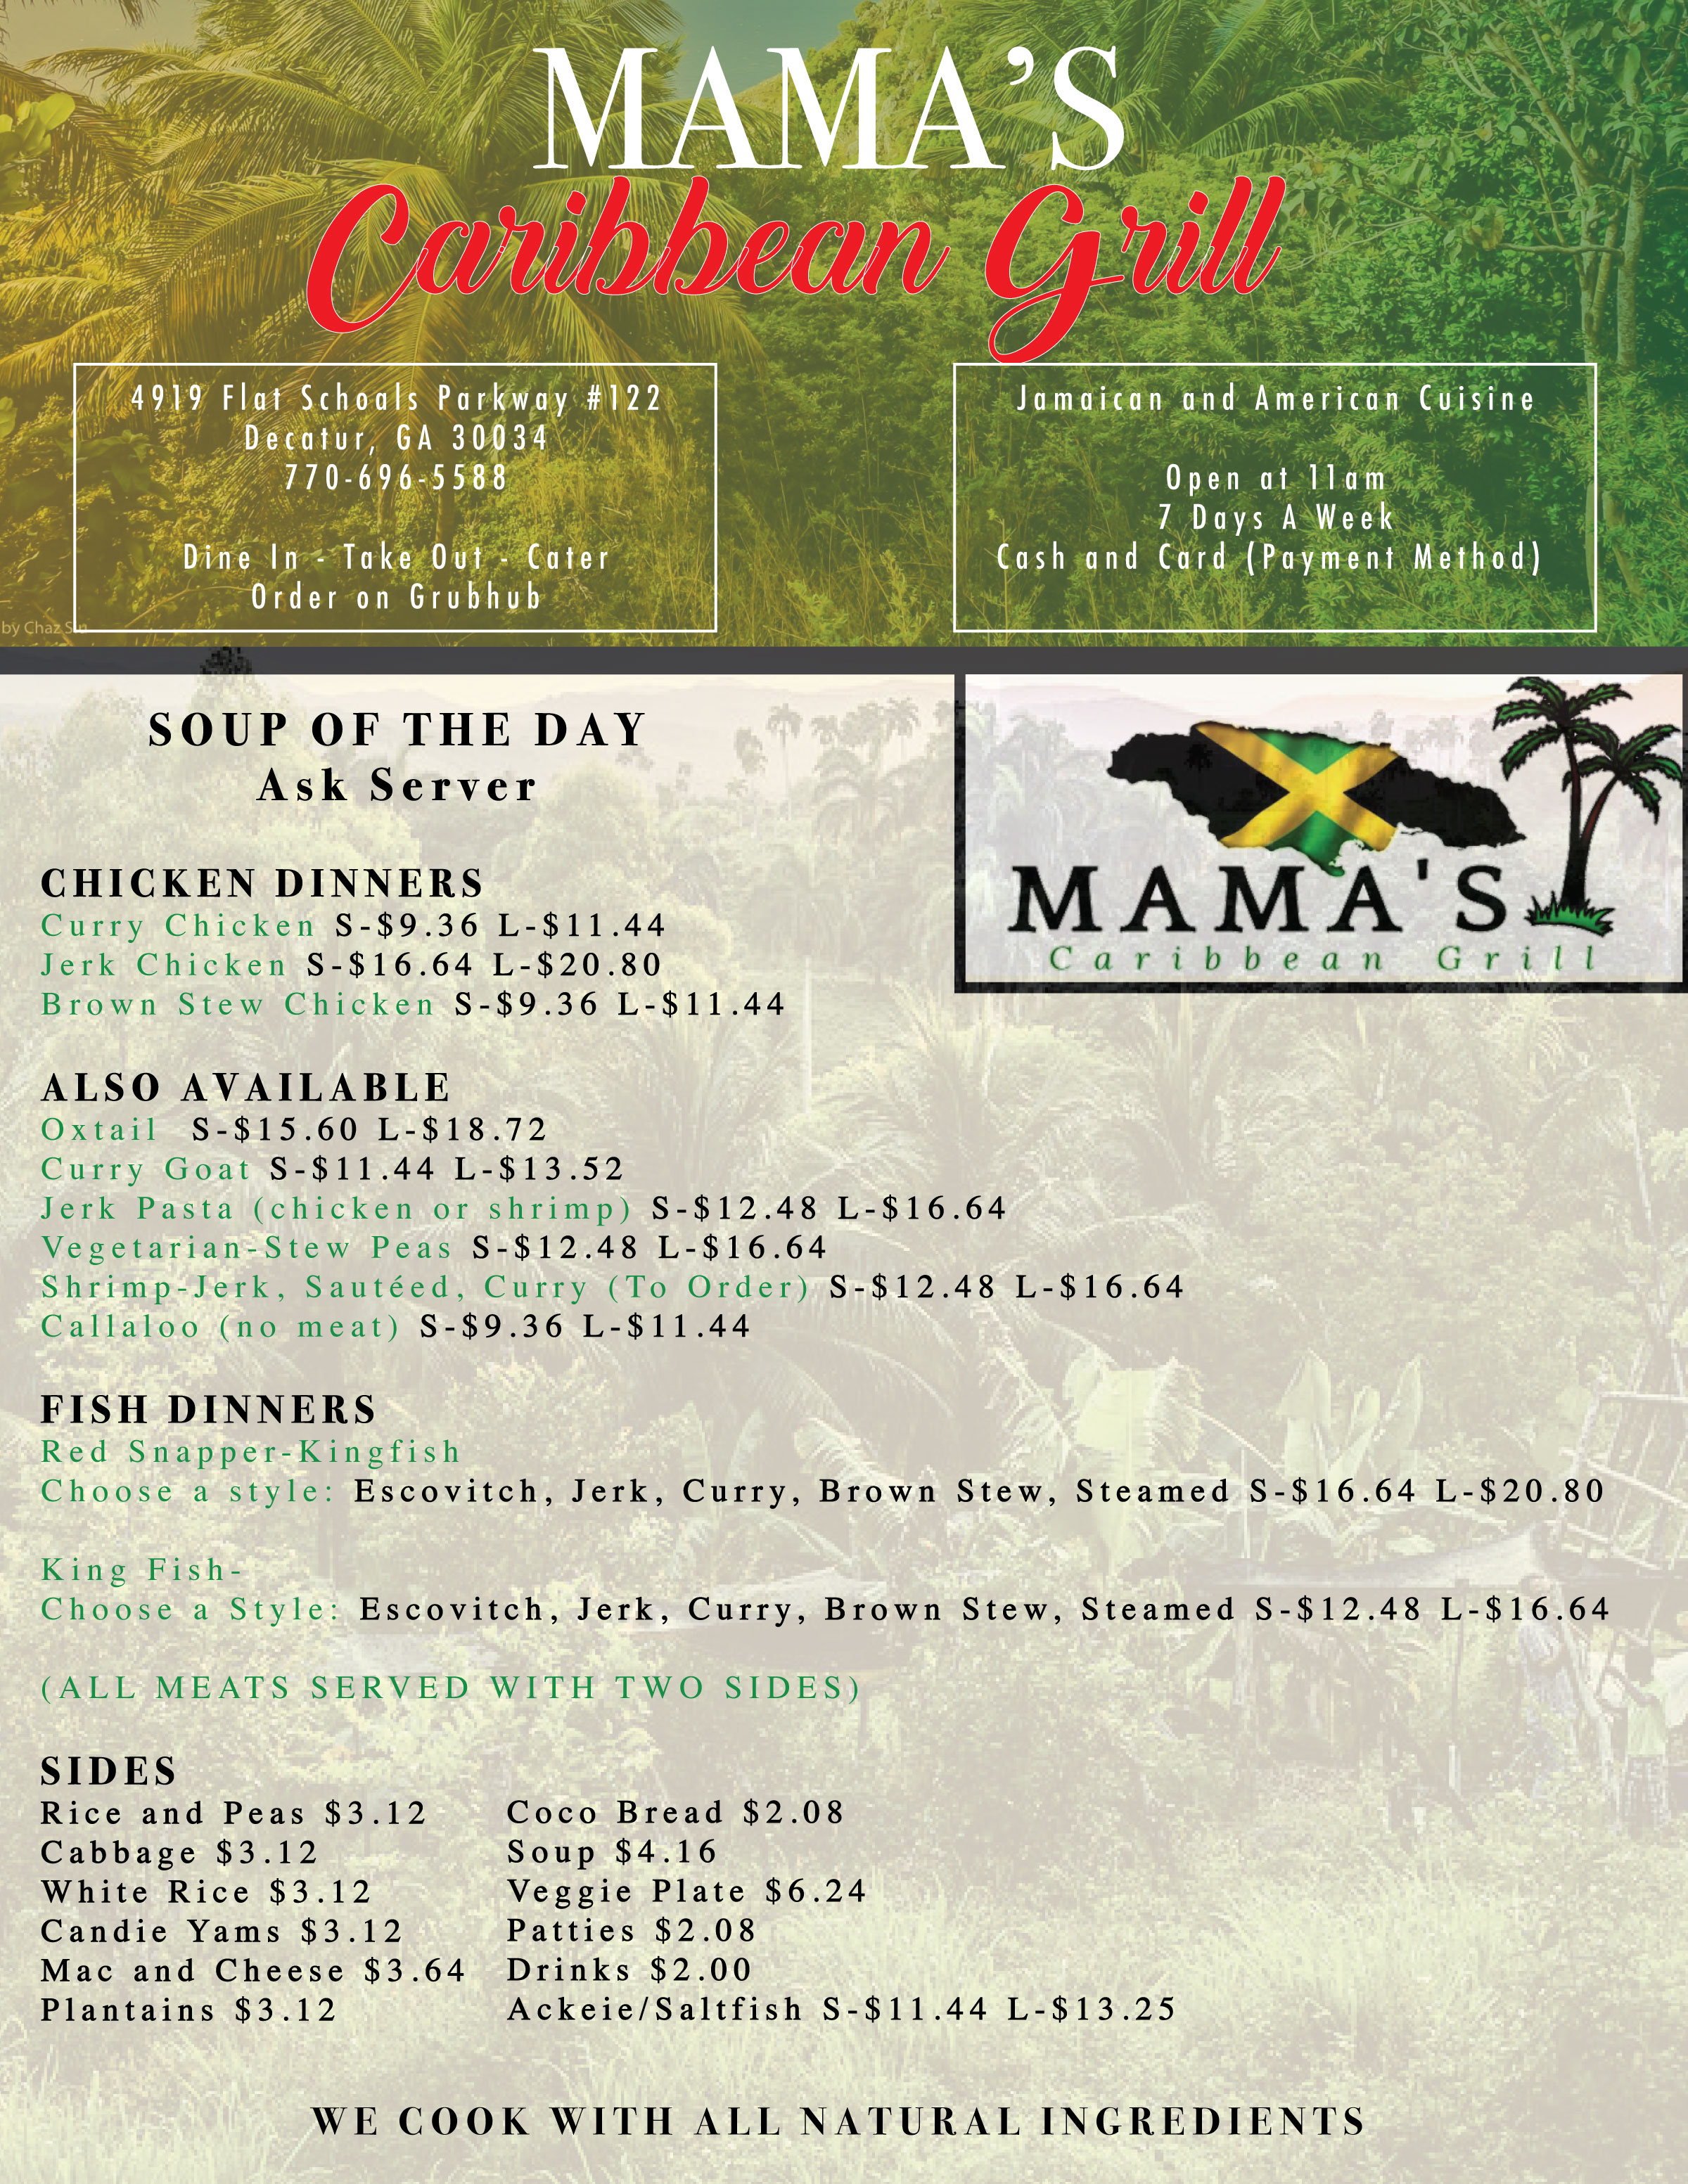 MAMA'S
Caribbean Grill
4919 Flat Schoals Parkway #122
Decatur, GA 30034
770-696-5588
Dine In - Take Out - Cater
Order on Grubhub
Jamaican and American Cuisine
Open at 11am
7 Days A Week
Cash and Card (Payment Method)
by Chaz
SOUP OF THE DAY
Ask Server
MAMA'S
Caribbean Grill
CHICKEN DINNERS
Curry Chicken S-$9.36 L-$11.44
Jerk Chicken S-$16.64 L-$20.80
Brown Stew Chicken S-$9.36 L-$11.44
ALSO AVAILABLE
Oxtail S-$15.60 L-$18.72
Curry Goat S-$11.44 L-$13.52
Jerk Pasta (chicken or shrimp) S-$12.48 L-$16.64
Vegetarian-Stew Peas S-$12.48 L-$16.64
Shrimp-Jerk, Sautéed, Curry (To Order) S-$12.48 L-$16.64
Callaloo (no meat) S-$9.36 L-$11.44
FISH DINNERS
Red Snapper-Kingfish
Choose a style: Escovitch, Jerk, Curry, Brown Stew, Steamed S-$16.64 L-$20.80
King Fish-
Choose a Style: Escovitch, Jerk, Curry, Brown Stew, Steamed S-$12.48 L-$16.64
(ALL MEATS SERVED WITH TWO SIDES)
SIDES
Rice and Peas $3.12
Cabbage $3.12
White Rice $3.12
Candie Yams $3.12
Mac and Cheese $3.64
Plantains $3.12
Coco Bread $2.08
Soup $4.16
Veggie Plate $6.24
Patties $2.08
Drinks $2.00
Ackeie/Saltfish S-$11.44 L-$13.25
WE COOK WITH ALL NATURAL INGREDIENTS